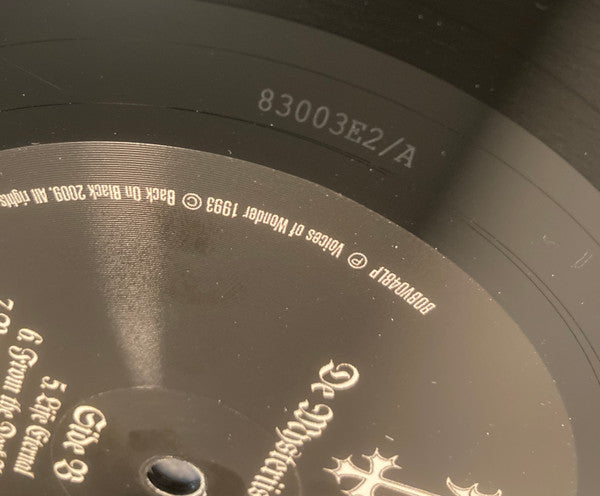 83003E2/A
BOBV048LP Ⓟ Voices of Wonder 1993 © Back On Black 2009. All rights
De Mysteriis
Side B
5. Life Eternal
6. From the
7.